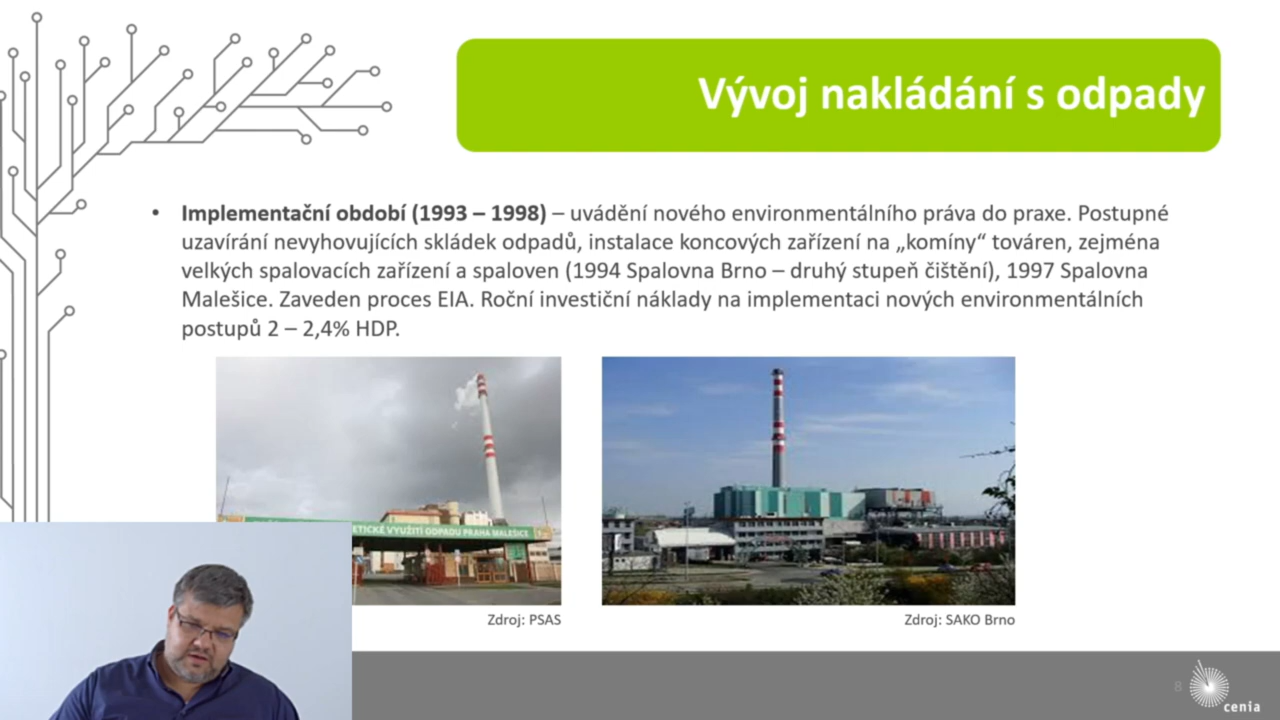 Vývoj nakládání s odpady
• Implementační období (1993 – 1998) – uvádění nového environmentálního práva do praxe. Postupné
uzavírání nevyhovujících skládek odpadů, instalace koncových zařízení na „komíny“ továren, zejména
velkých spalovacích zařízení a spaloven (1994 Spalovna Brno – druhý stupeň čištění), 1997 Spalovna
Malešice. Zaveden proces EIA. Roční investiční náklady na implementaci nových environmentálních
postupů 2 – 2,4% HDP.
ETICKÉ VYUŽITÍ ODPADU PRAHA MALEŠICE
Zdroj: PSAS
Zdroj: SAKO Brno
8
cenia